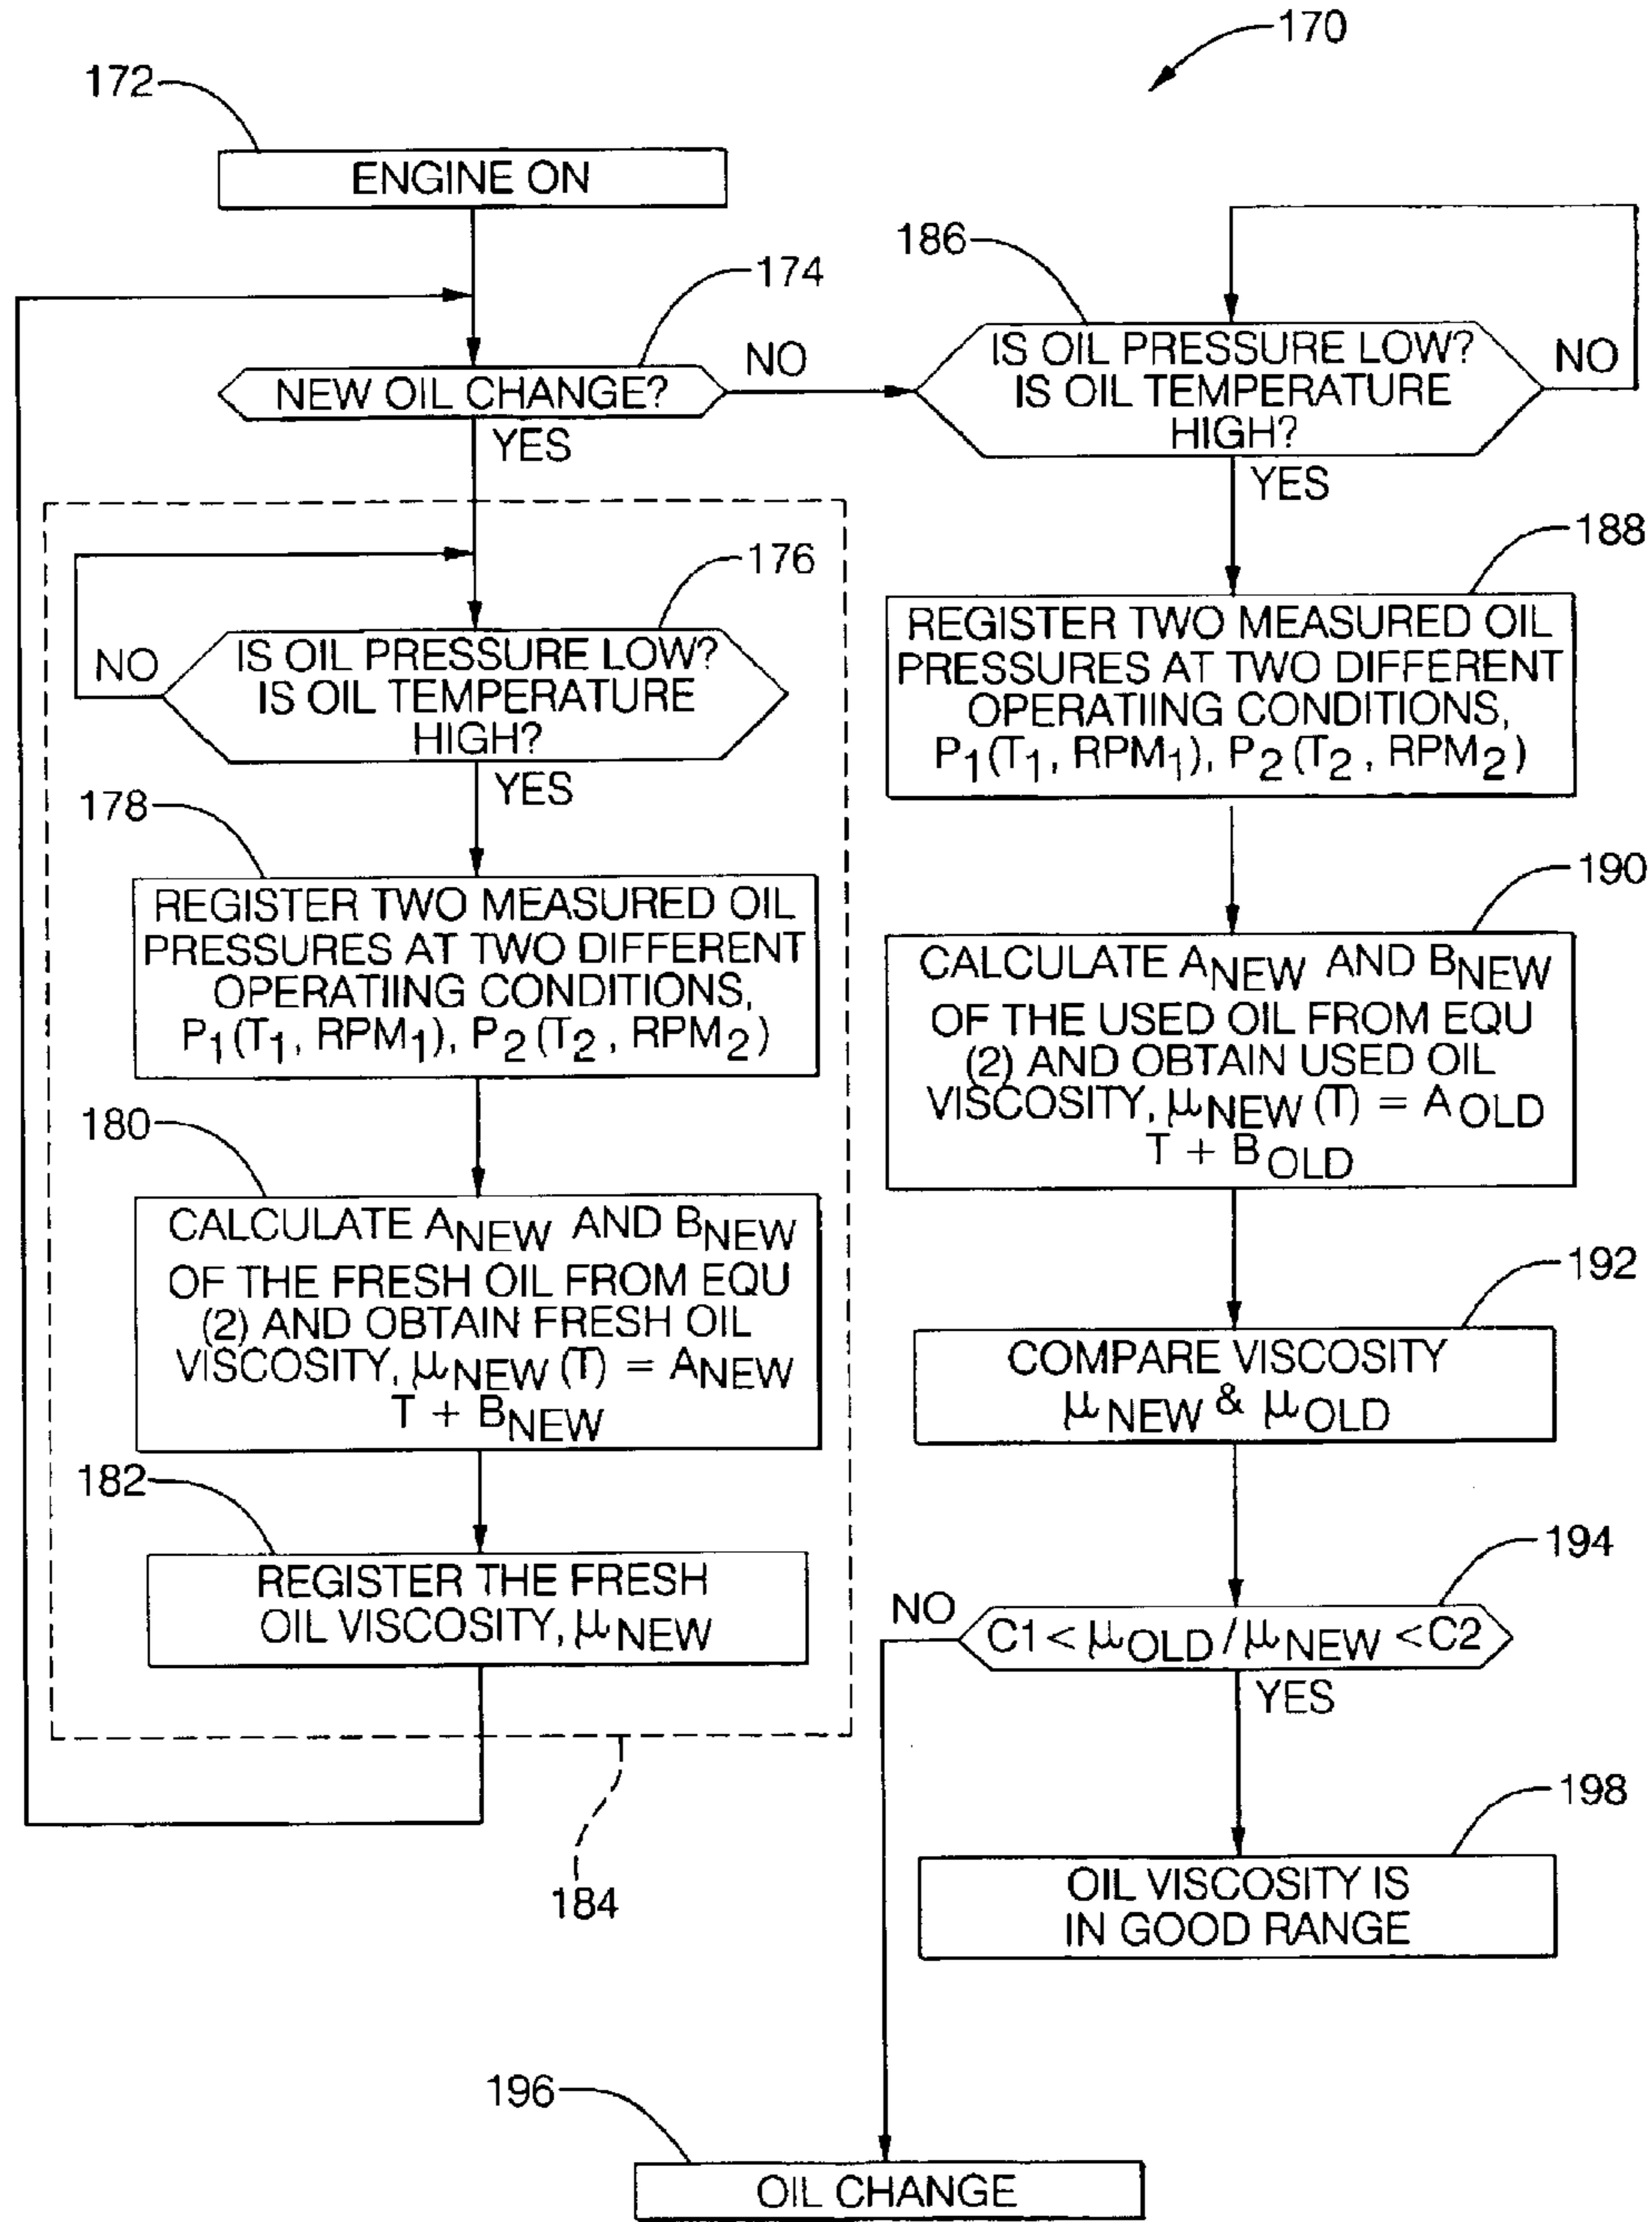 170
172
ENGINE ON
174
NEW OIL CHANGE?
NO
YES
176
IS OIL PRESSURE LOW?
IS OIL TEMPERATURE
HIGH?
NO
YES
178
REGISTER TWO MEASURED OIL
PRESSURES AT TWO DIFFERENT
OPERATIING CONDITIONS,
P1(T1, RPM1), P2(T2, RPM2)
180
CALCULATE ANEW AND BNEW
OF THE FRESH OIL FROM EQU
(2) AND OBTAIN FRESH OIL
VISCOSITY, μNEW (T) = ANEW
T + BNEW
182
REGISTER THE FRESH
OIL VISCOSITY, μNEW
184
186
IS OIL PRESSURE LOW?
IS OIL TEMPERATURE
HIGH?
NO
YES
188
REGISTER TWO MEASURED OIL
PRESSURES AT TWO DIFFERENT
OPERATIING CONDITIONS,
P1(T1, RPM1), P2(T2, RPM2)
190
CALCULATE ANEW AND BNEW
OF THE USED OIL FROM EQU
(2) AND OBTAIN USED OIL
VISCOSITY, μNEW (T) = AOLD
T + BOLD
192
COMPARE VISCOSITY
μNEW & μOLD
194
NO
C1 < μOLD / μNEW < C2
YES
198
OIL VISCOSITY IS
IN GOOD RANGE
196
OIL CHANGE